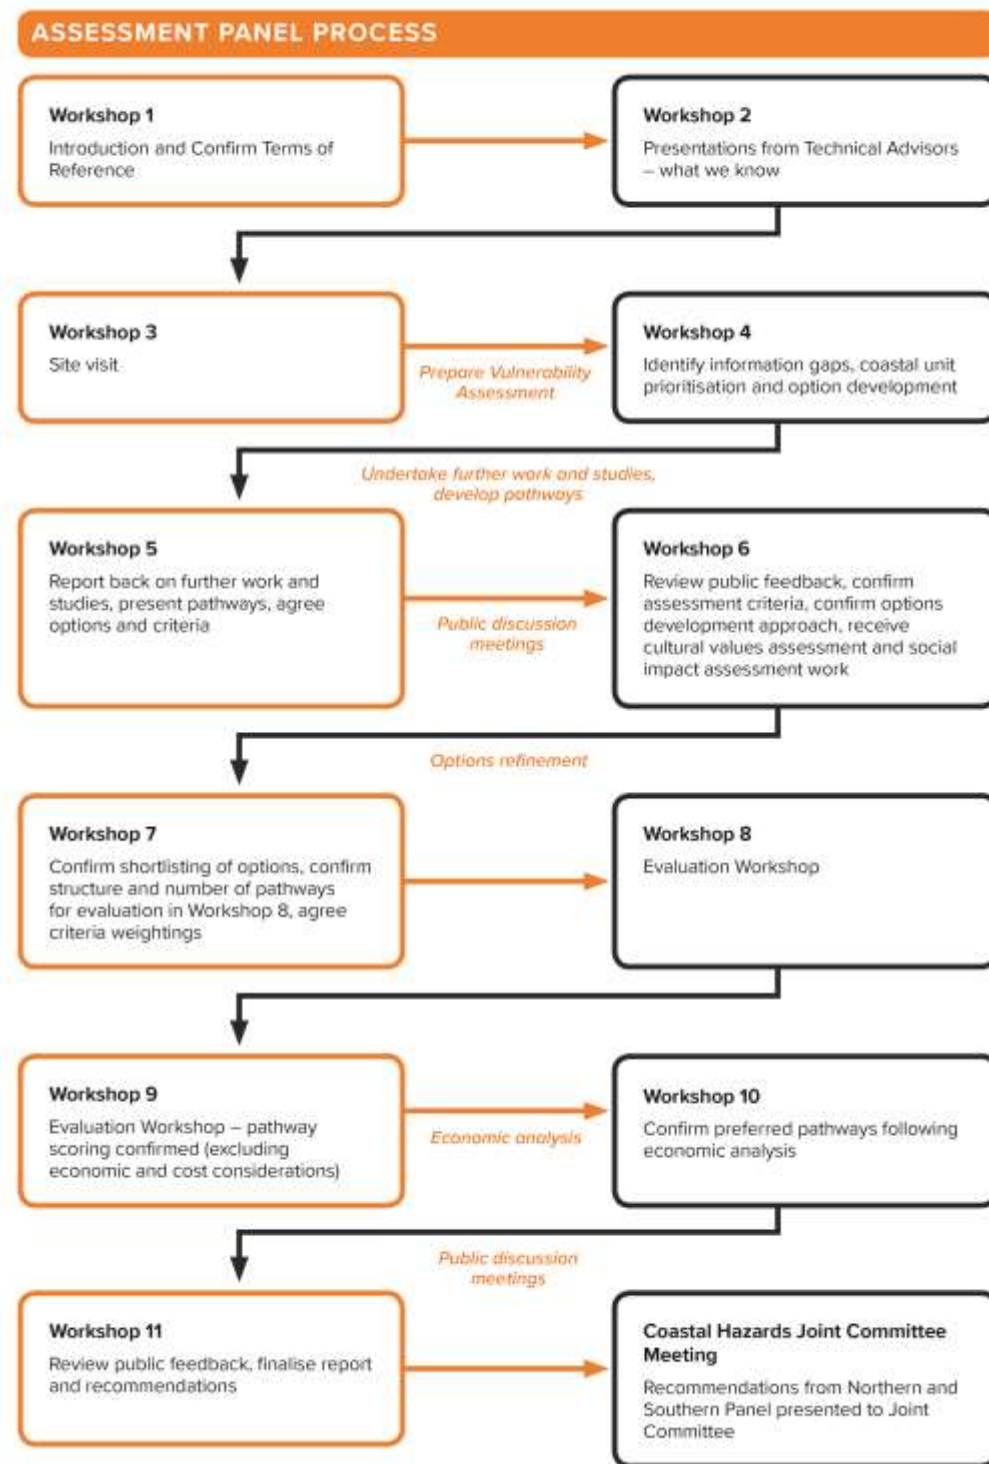 ASSESSMENT PANEL PROCESS
Workshop 1
Introduction and Confirm Terms of
Reference
Workshop 2
Presentations from Technical Advisors
– what we know
Workshop 3
Site visit
Prepare Vulnerability
Assessment
Workshop 4
Identify information gaps, coastal unit
prioritisation and option development
Undertake further work and studies,
develop pathways
Workshop 5
Report back on further work and
studies, present pathways, agree
options and criteria
Public discussion
meetings
Workshop 6
Review public feedback, confirm
assessment criteria, confirm options
development approach, receive
cultural values assessment and social
impact assessment work
Options refinement
Workshop 7
Confirm shortlisting of options, confirm
structure and number of pathways
for evaluation in Workshop 8, agree
criteria weightings
Workshop 8
Evaluation Workshop
Workshop 9
Evaluation Workshop – pathway
scoring confirmed (excluding
economic and cost considerations)
Economic analysis
Workshop 10
Confirm preferred pathways following
economic analysis
Public discussion
meetings
Workshop 11
Review public feedback, finalise report
and recommendations
Coastal Hazards Joint Committee
Meeting
Recommendations from Northern and
Southern Panel presented to Joint
Committee